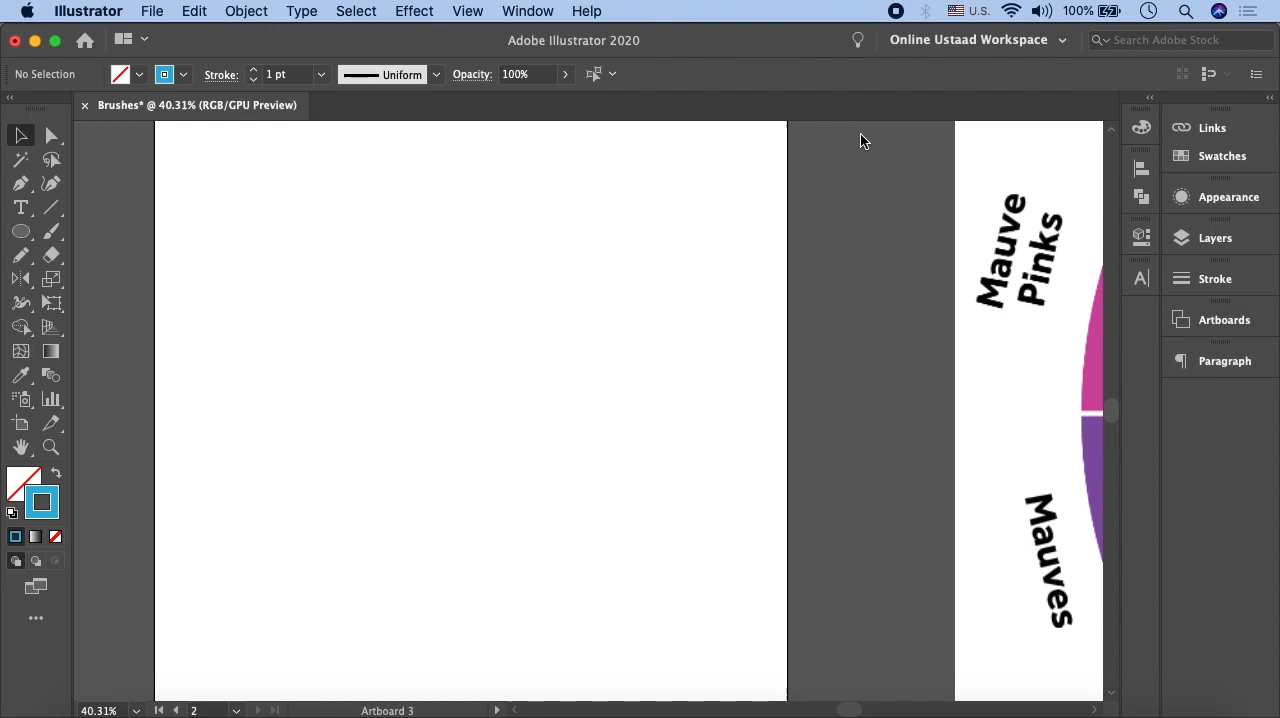 Illustrator File Edit Object Type Select Effect View Window Help U.S. 100%
Adobe Illustrator 2020 Online Ustaad Workspace Search Adobe Stock
No Selection Stroke: 1 pt Uniform Opacity: 100%
Brushes* @ 40.31% (RGB/GPU Preview)
Links
Swatches
Appearance
Layers
Stroke
Artboards
Paragraph
Mauve
Pinks
Mauves
40.31% 2 Artboard 3